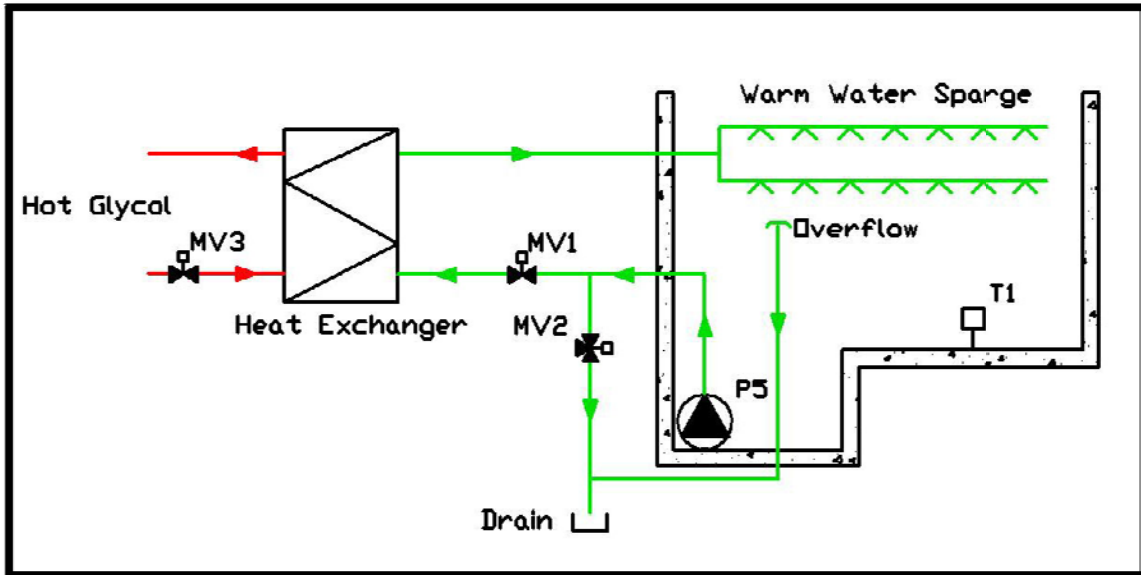 Warm Water Sparge
Hot Glycol
MV3
MV1
Overflow
T1
Heat Exchanger
MV2
P5
Drain